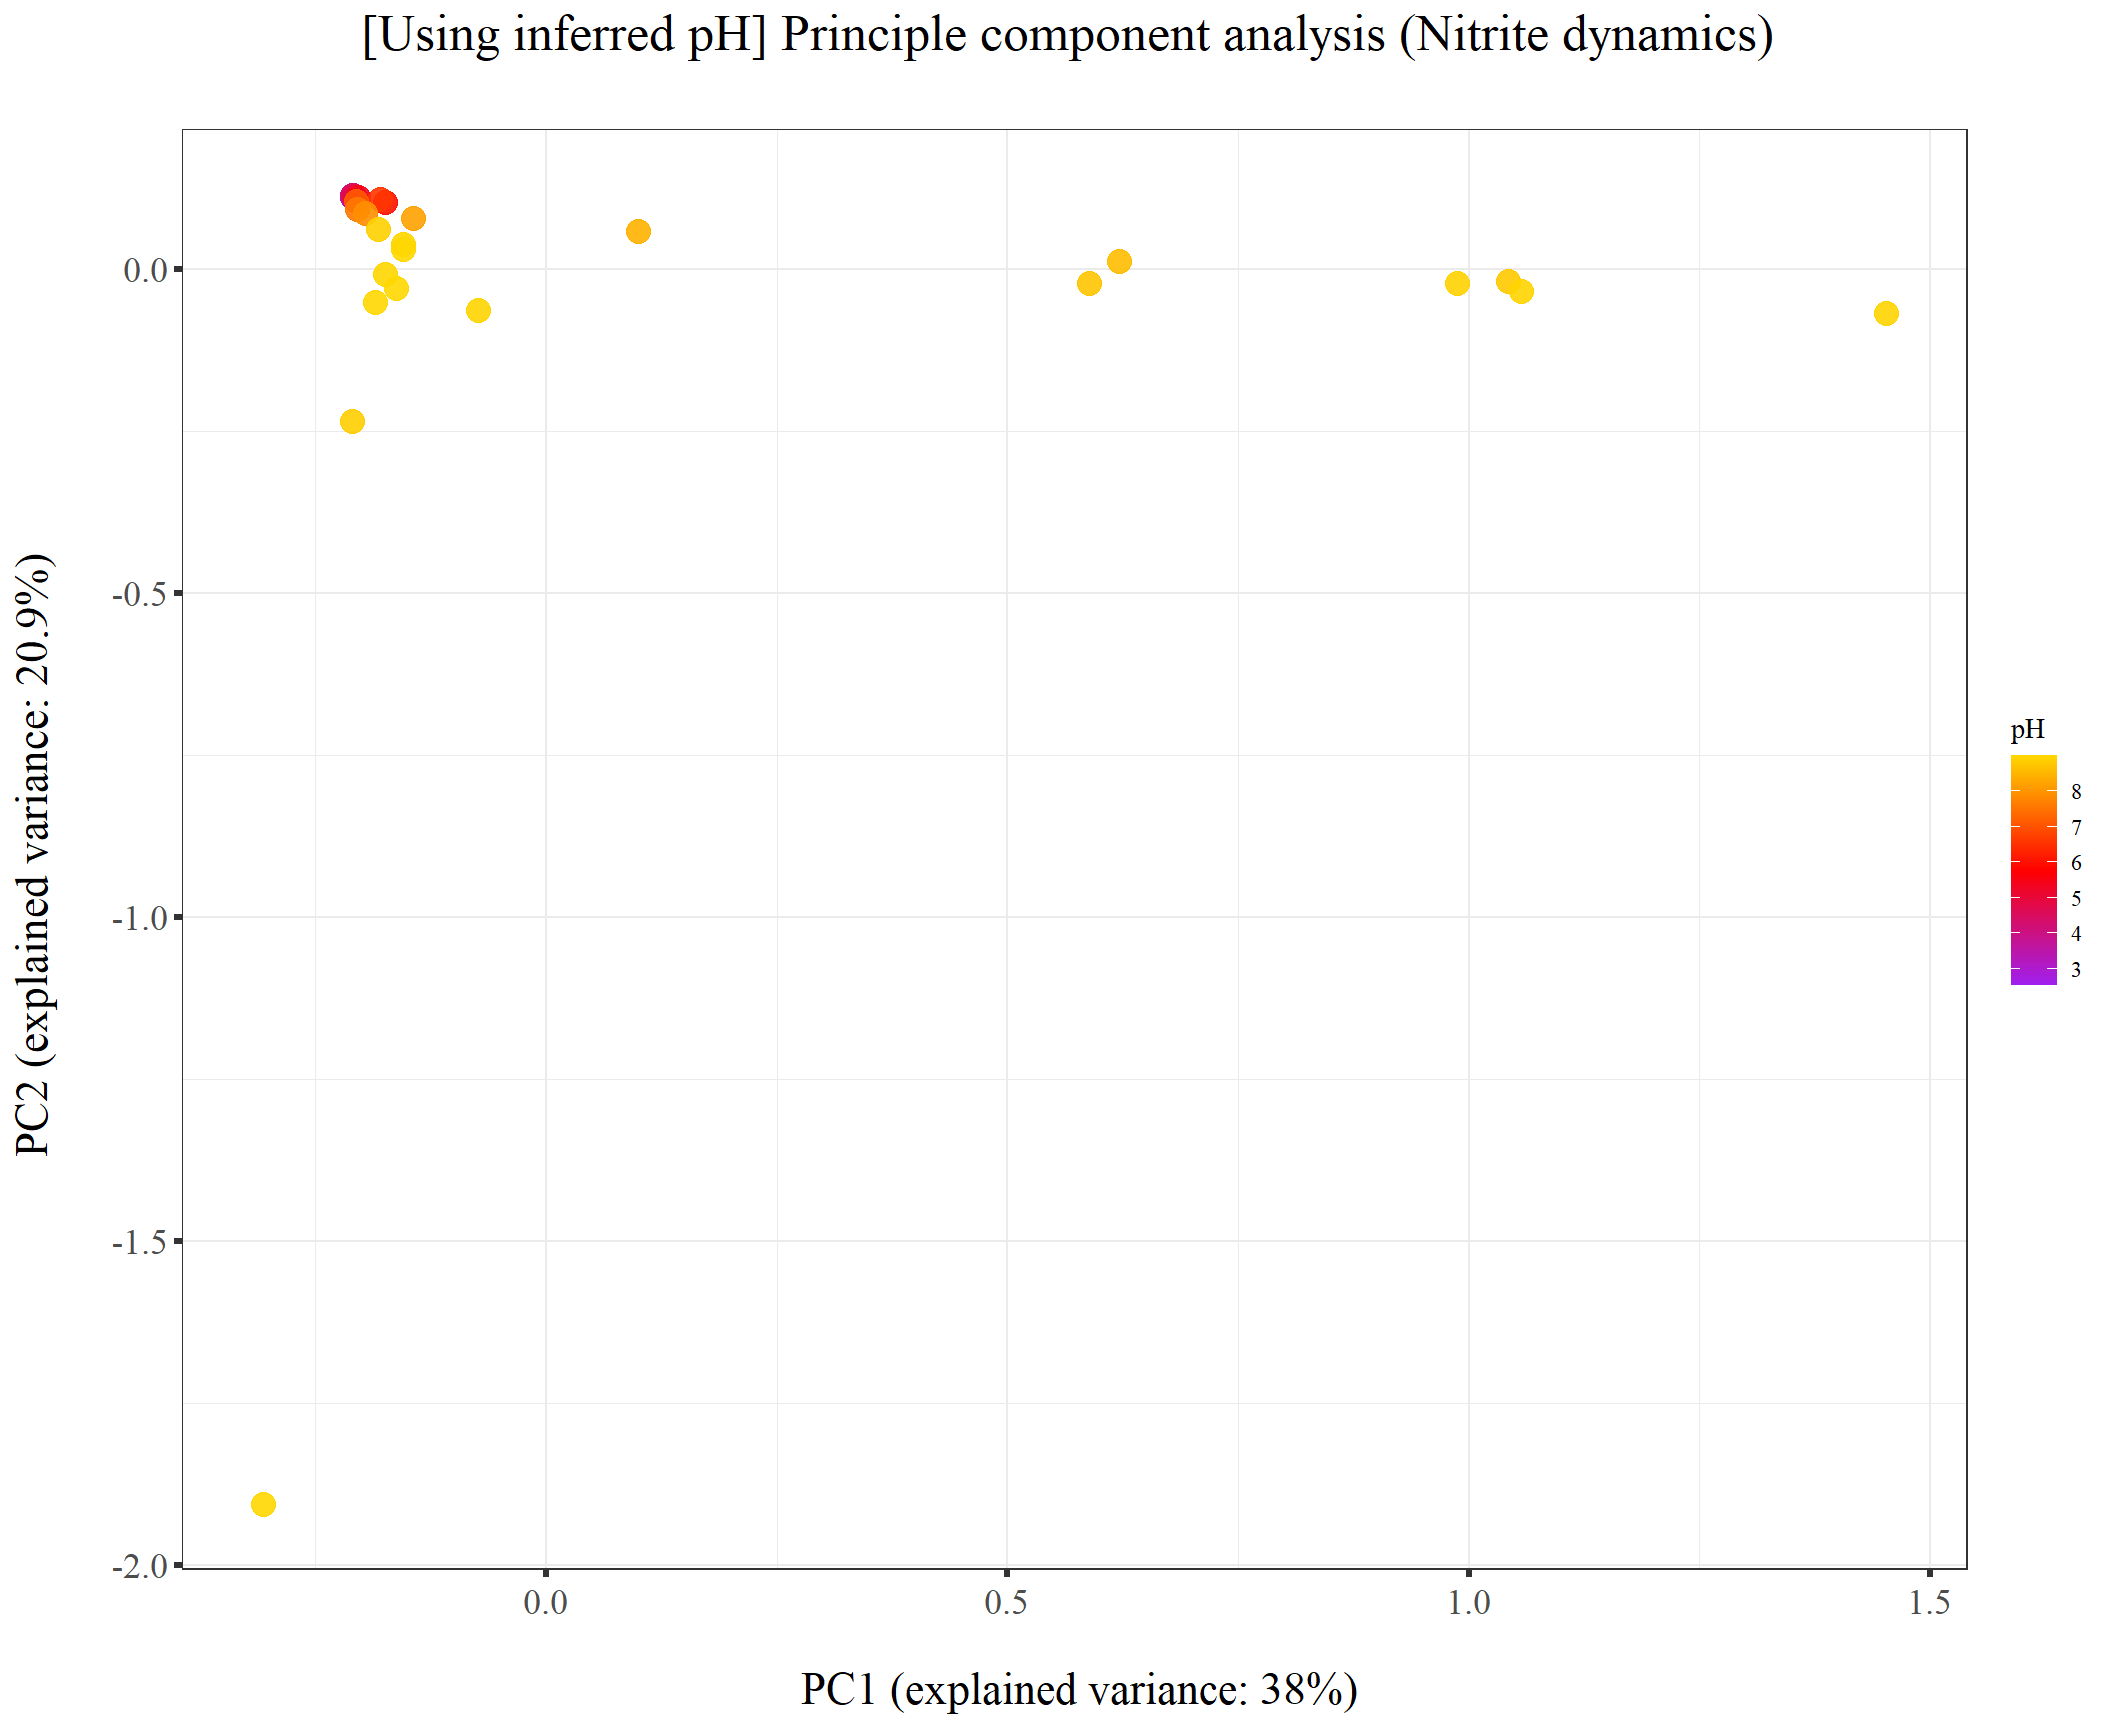 [Using inferred pH] Principle component analysis (Nitrite dynamics)
PC2 (explained variance: 20.9%)
0.0
-0.5
-1.0
-1.5
-2.0
0.0 0.5 1.0 1.5
PC1 (explained variance: 38%)
pH
8
7
6
5
4
3